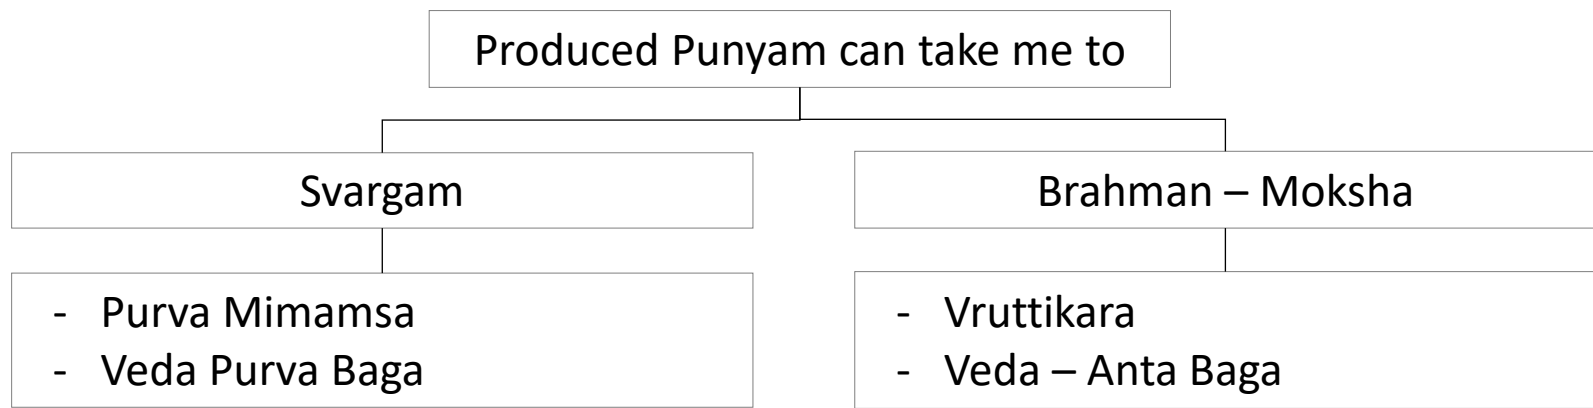 Produced Punyam can take me to
Svargam
Brahman – Moksha
- Purva Mimamsa
- Veda Purva Baga
- Vruttikara
- Veda – Anta Baga